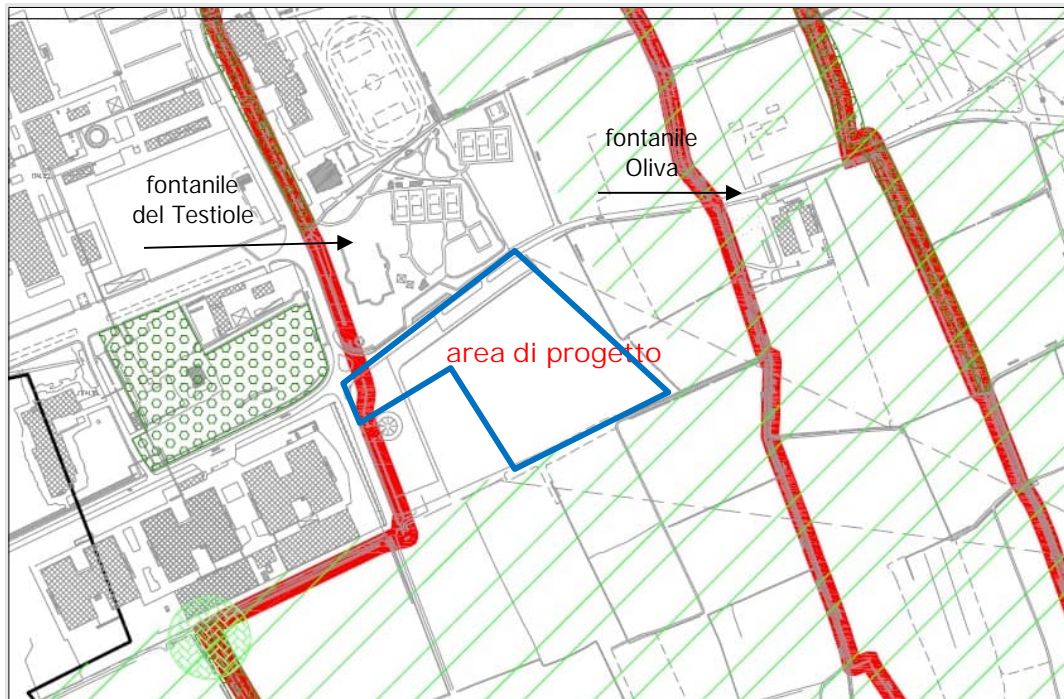 fontanile
Oliva
fontanile
del Testiole
area di progetto